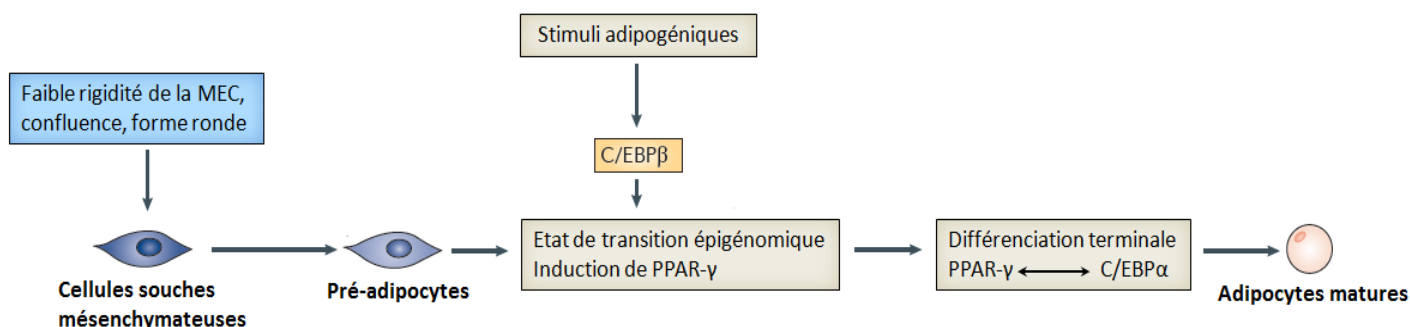 Stimuli adipogéniques
Faible rigidité de la MEC,
confluence, forme ronde
C/EBPβ
Cellules souches
mésenchymateuses
Pré-adipocytes
Etat de transition épigénomique
Induction de PPAR-γ
Différenciation terminale
PPAR-γ C/EBPα
Adipocytes matures